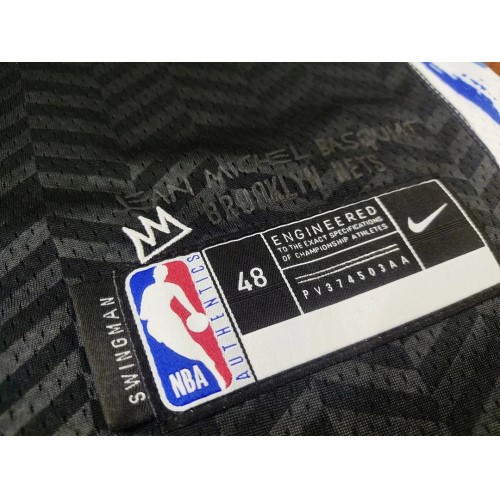 JEAN MICHEL BASQUIAT
BROOKLYN NETS
SWINGMAN
NBA
AUTHENTICS
48
ENGINEERED
TO THE EXACT SPECIFICATIONS
OF CHAMPIONSHIP ATHLETES
PV374503AA